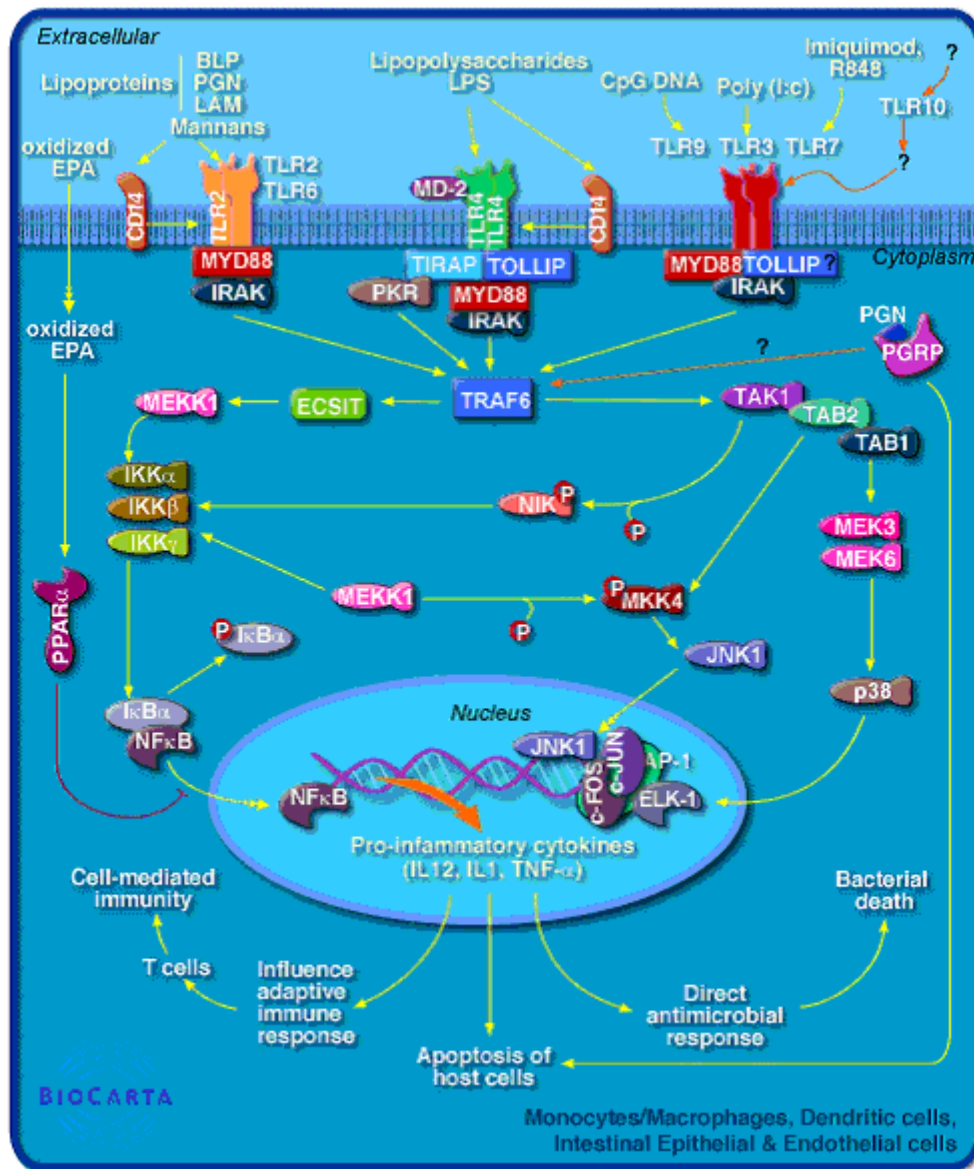 Extracellular
Lipoproteins
BLP
PGN
LAM
Mannans
Lipopolysaccharides
LPS
CpG DNA
Poly (I:c)
Imiquimod,
R848
?
TLR10
?
oxidized
EPA
TLR2
TLR6
TLR9
TLR3
TLR7
CD14
TLR2
MD-2
TLR4
TLR4
CD14
MYD88
IRAK
TIRAP
TOLLIP
PKR
MYD88
IRAK
MYD88
TOLLIP ?
IRAK
Cytoplasm
oxidized
EPA
PGN
PGRP
?
MEKK1
ECSIT
TRAF6
TAK1
TAB2
TAB1
IKKα
IKKβ
IKKγ
NIK
P
P
MEK3
MEK6
PPARα
MEKK1
P
P
MKK4
P
IκBα
JNK1
p38
IκBα
NFκB
Nucleus
JNK1
c-FOS
c-JUN
AP-1
ELK-1
NFκB
Pro-infammatory cytokines
(IL12, IL1, TNF-α)
Cell-mediated
immunity
T cells
Influence
adaptive
immune
response
Apoptosis of
host cells
Direct
antimicrobial
response
Bacterial
death
BIOCARTA
Monocytes/Macrophages, Dendritic cells,
Intestinal Epithelial & Endothelial cells